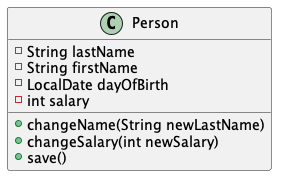 C Person
String lastName
String firstName
LocalDate dayOfBirth
int salary
changeName(String newLastName)
changeSalary(int newSalary)
save()